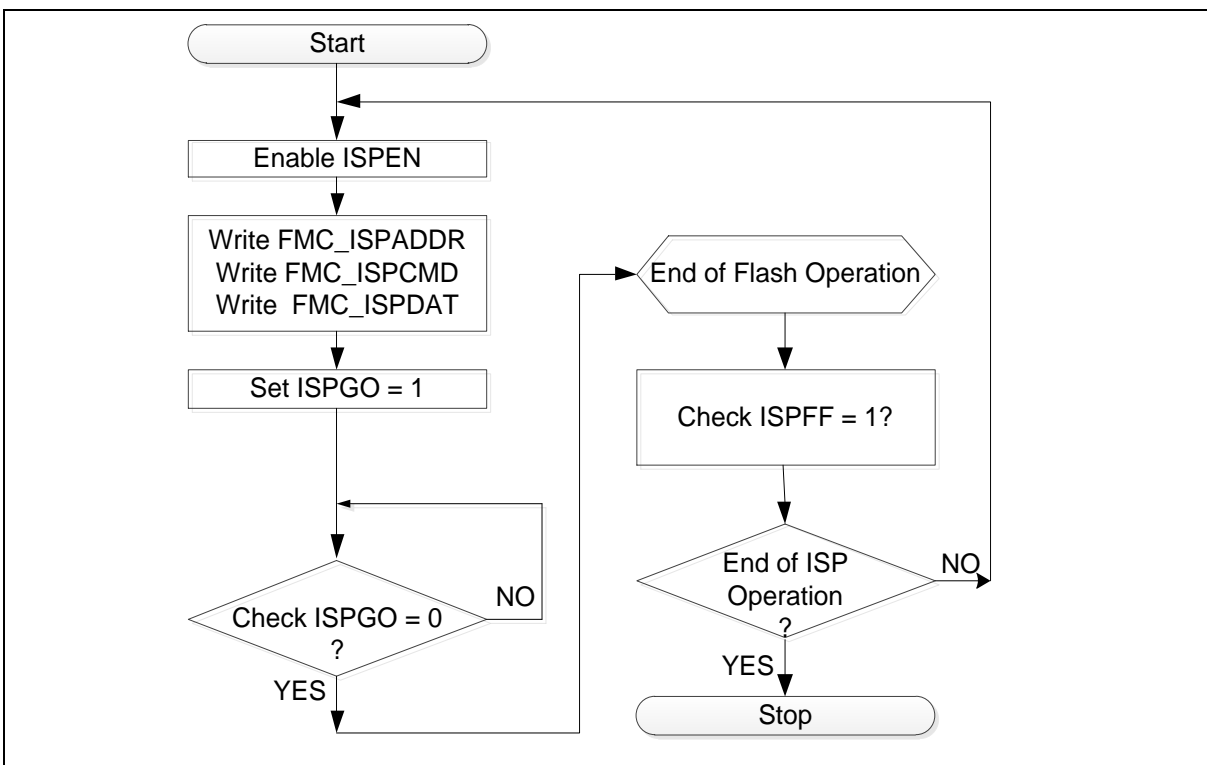 Start
Enable ISPEN
Write FMC_ISPADDR
Write FMC_ISPCMD
Write FMC_ISPDAT
Set ISPGO = 1
Check ISPGO = 0
?
NO
YES
End of Flash Operation
Check ISPFF = 1?
End of ISP
Operation
?
NO
YES
Stop